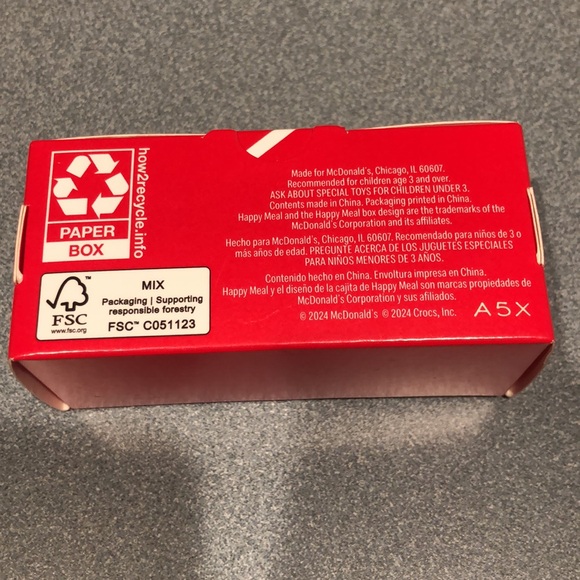 how2recycle.info
PAPER
BOX
FSC™
www.fsc.org
MIX
Packaging | Supporting
responsible forestry
FSC™ C051123
Made for McDonald's, Chicago, IL 60607.
Recommended for children age 3 and over.
ASK ABOUT SPECIAL TOYS FOR CHILDREN UNDER 3.
Contents made in China. Packaging printed in China.
Happy Meal and the Happy Meal box design are the trademarks of the
McDonald's Corporation and its affiliates.
Hecho para McDonald's, Chicago, IL 60607. Recomendado para niños de 3 o
más años de edad. PREGUNTE ACERCA DE LOS JUGUETES ESPECIALES
PARA NIÑOS MENORES DE 3 AÑOS.
Contenido hecho en China. Envoltura impresa en China.
Happy Meal y el diseño de la cajita de Happy Meal son marcas propiedades de
McDonald's Corporation y sus afiliados.
© 2024 McDonald's © 2024 Crocs, Inc.
A5X